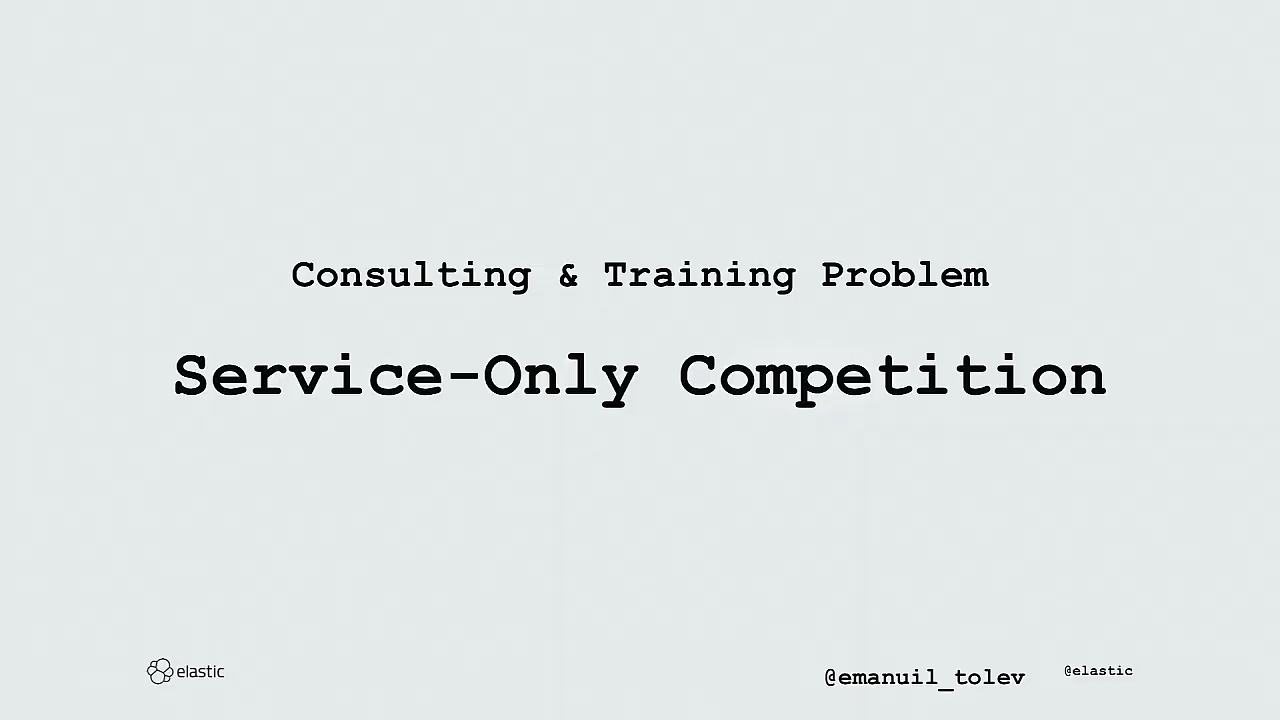 Consulting & Training Problem
Service-Only Competition
elastic
@emanuil_tolev
@elastic